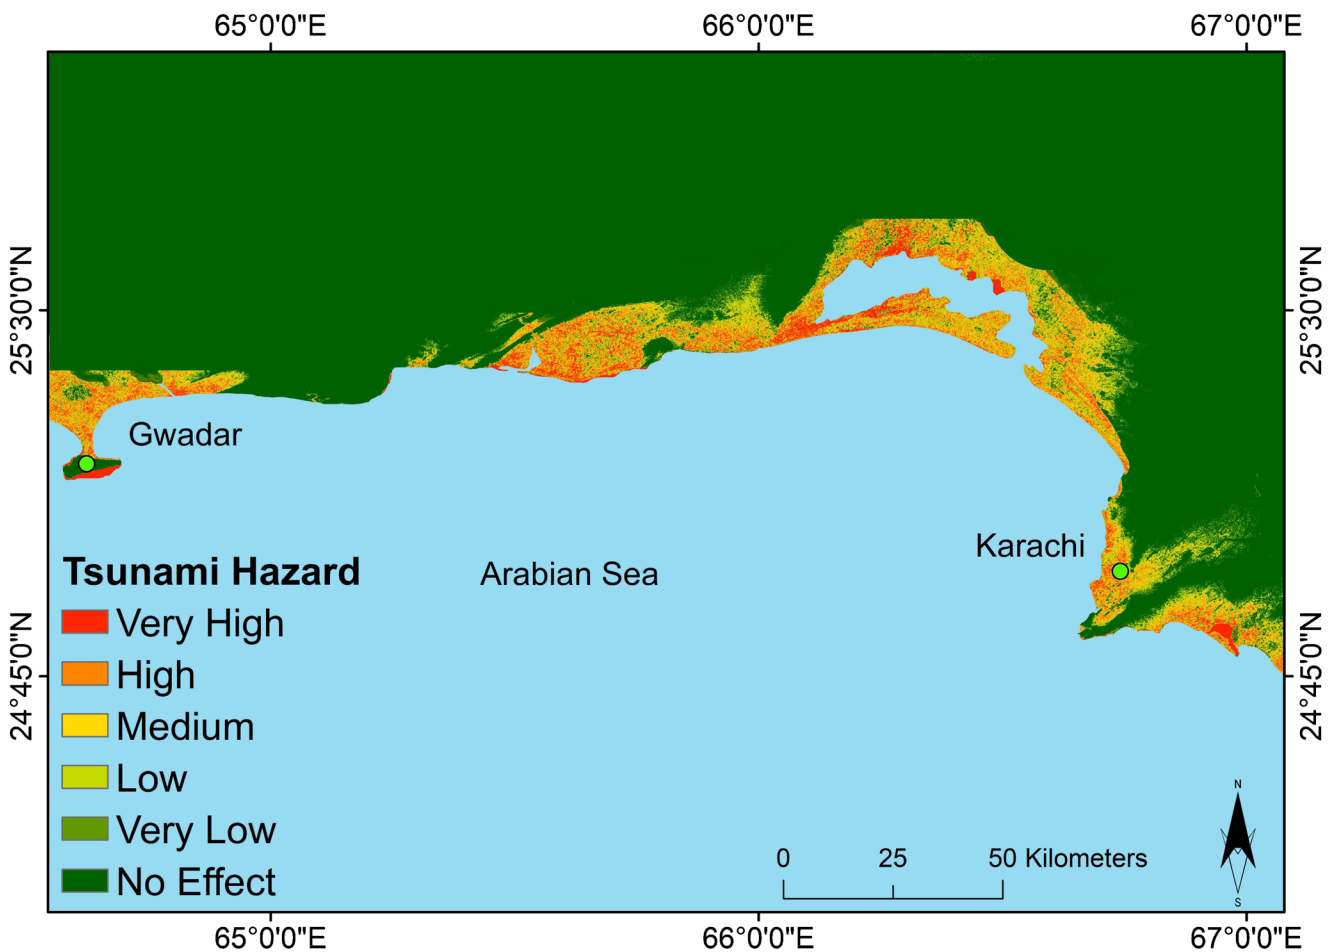 65°0'0"E 66°0'0"E 67°0'0"E
25°30'0"N 25°30'0"N
Gwadar
Karachi
Arabian Sea
Tsunami Hazard
Very High
High
Medium
Low
Very Low
No Effect
24°45'0"N 24°45'0"N
N
0 25 50 Kilometers
S
65°0'0"E 66°0'0"E 67°0'0"E